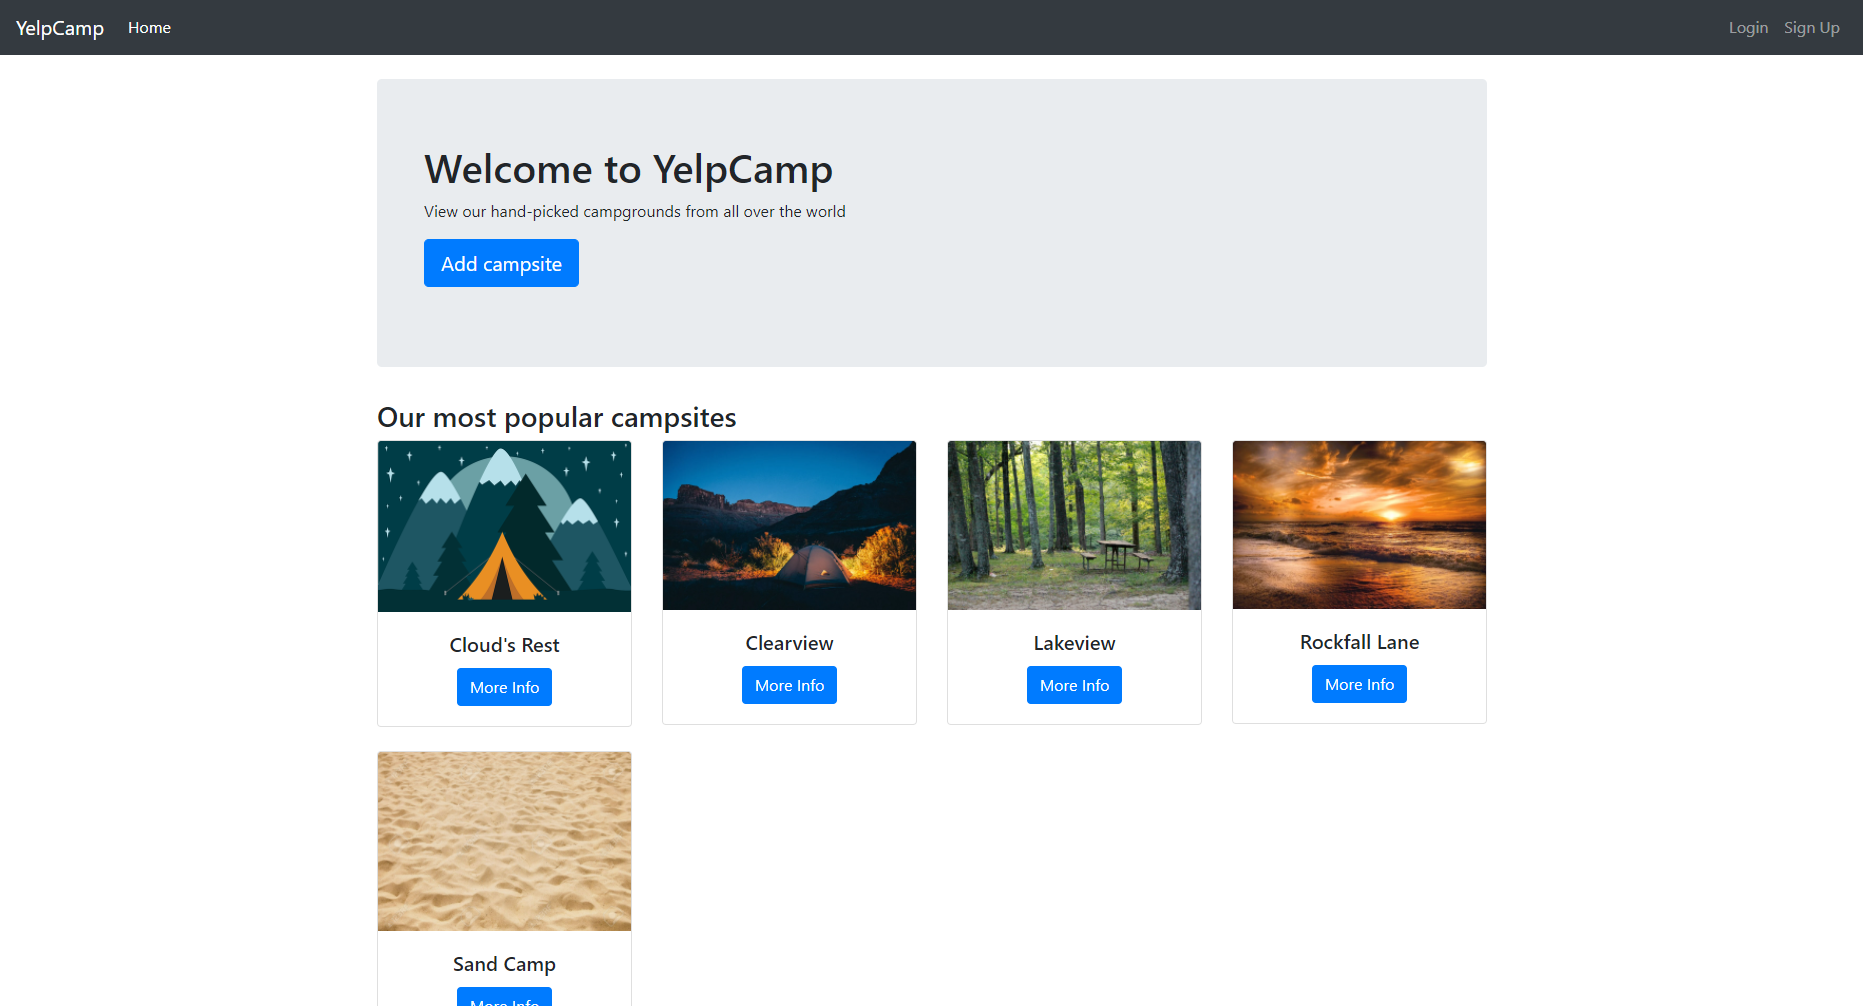 YelpCamp Home Login Sign Up
Welcome to YelpCamp
View our hand-picked campgrounds from all over the world
Add campsite
Our most popular campsites
Cloud's Rest
More Info
Clearview
More Info
Lakeview
More Info
Rockfall Lane
More Info
Sand Camp
More Info